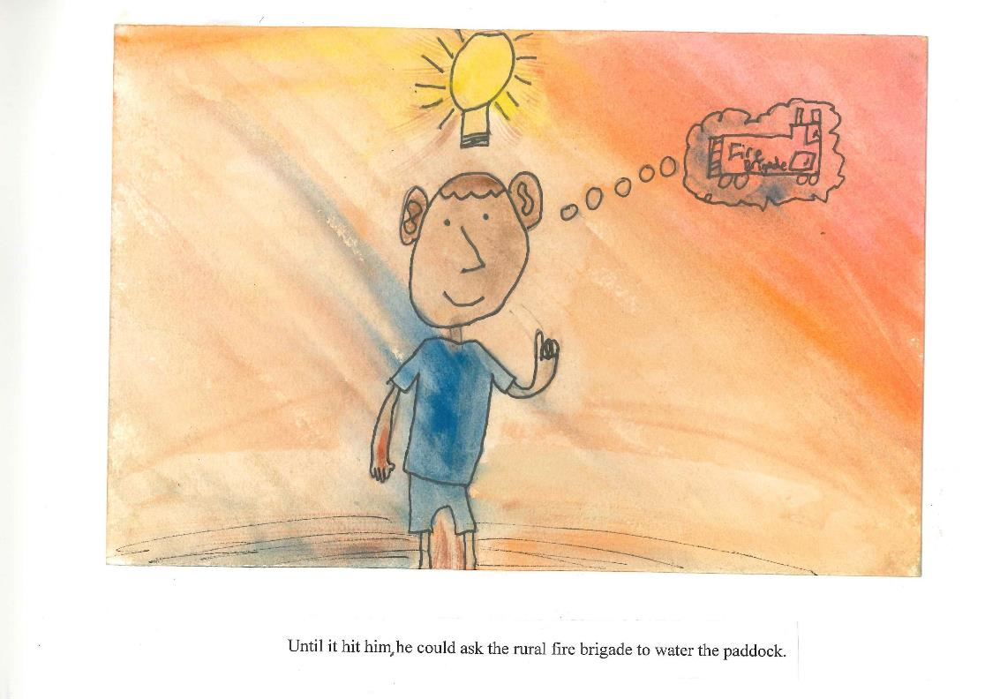 Fire
Brigade
Until it hit him, he could ask the rural fire brigade to water the paddock.